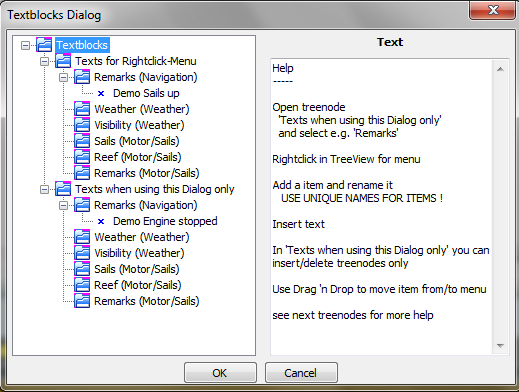 Textblocks Dialog
Textblocks
Texts for Rightclick-Menu
Remarks (Navigation)
Demo Sails up
Weather (Weather)
Visibility (Weather)
Sails (Motor/Sails)
Reef (Motor/Sails)
Remarks (Motor/Sails)
Texts when using this Dialog only
Remarks (Navigation)
Demo Engine stopped
Weather (Weather)
Visibility (Weather)
Sails (Motor/Sails)
Reef (Motor/Sails)
Remarks (Motor/Sails)
Text
Help
-----
Open treenode
'Texts when using this Dialog only'
and select e.g. 'Remarks'
Rightclick in TreeView for menu
Add a item and rename it
USE UNIQUE NAMES FOR ITEMS !
Insert text
In 'Texts when using this Dialog only' you can
insert/delete treenodes only
Use Drag 'n Drop to move item from/to menu
see next treenodes for more help
OK
Cancel